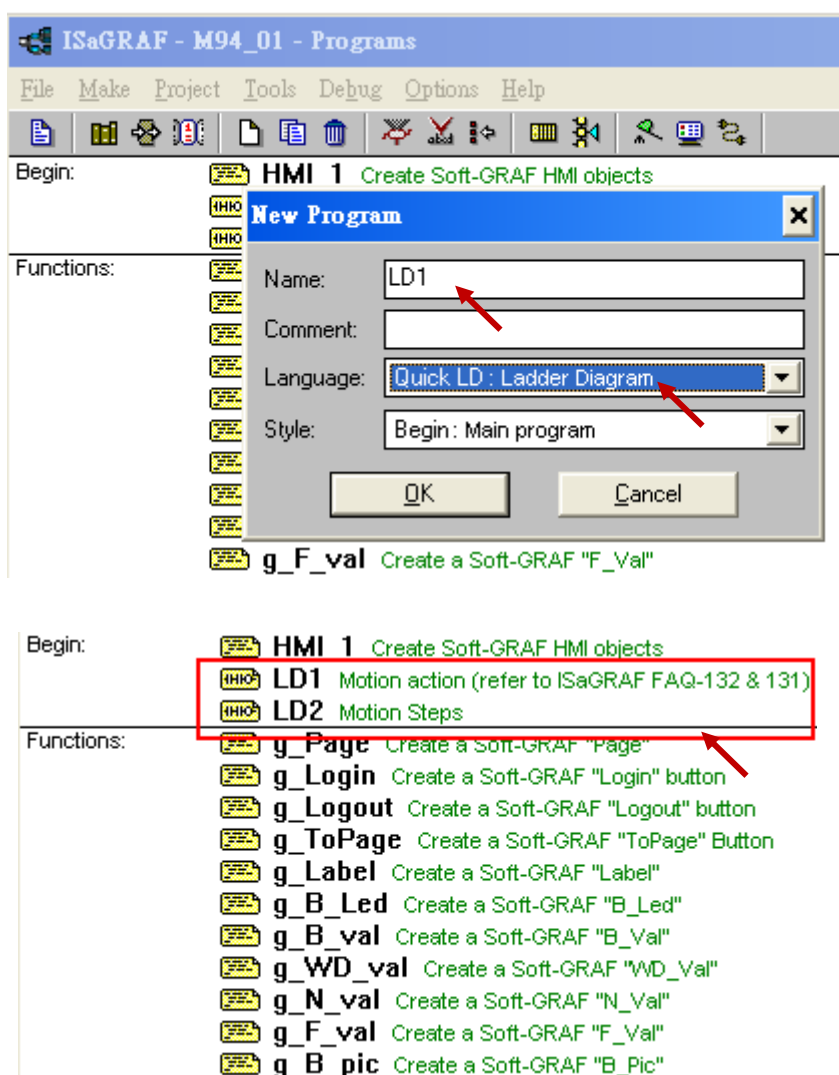 ISaGRAF - M94_01 - Programs
File Make Project Tools Debug Options Help
Begin:
HMI_1 Create Soft-GRAF HMI objects
New Program
Functions:
Name: LD1
Comment:
Language: Quick LD : Ladder Diagram
Style: Begin : Main program
OK Cancel
g_F_val Create a Soft-GRAF "F_Val"
Begin:
HMI_1 Create Soft-GRAF HMI objects
LD1 Motion action (refer to ISaGRAF FAQ-132 & 131)
LD2 Motion Steps
Functions:
g_Page Create a Soft-GRAF "Page"
g_Login Create a Soft-GRAF "Login" button
g_Logout Create a Soft-GRAF "Logout" button
g_ToPage Create a Soft-GRAF "ToPage" Button
g_Label Create a Soft-GRAF "Label"
g_B_Led Create a Soft-GRAF "B_Led"
g_B_val Create a Soft-GRAF "B_Val"
g_WD_val Create a Soft-GRAF "WD_Val"
g_N_val Create a Soft-GRAF "N_Val"
g_F_val Create a Soft-GRAF "F_Val"
g_B_pic Create a Soft-GRAF "B_Pic"